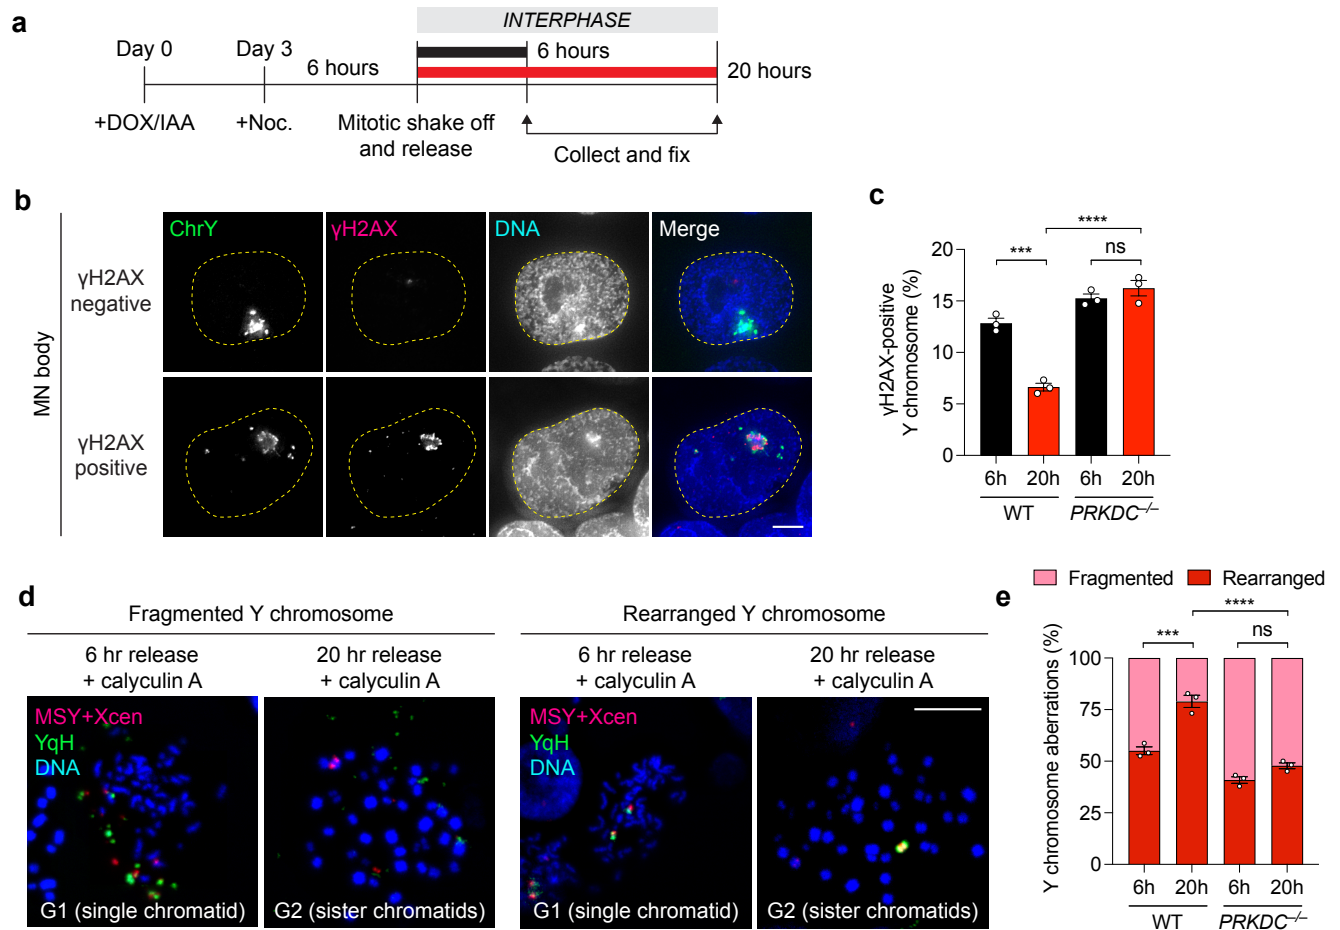 a
INTERPHASE
Day 0
Day 3
6 hours
6 hours
20 hours
+DOX/IAA
+Noc.
Mitotic shake off
and release
Collect and fix
b
ChrY
γH2AX
DNA
Merge
γH2AX
negative
γH2AX
positive
MN body
c
****
***
ns
γH2AX-positive
Y chromosome (%)
20
15
10
5
0
6h
20h
6h
20h
WT
PRKDC–/–
d
Fragmented Y chromosome
Rearranged Y chromosome
6 hr release
+ calyculin A
20 hr release
+ calyculin A
6 hr release
+ calyculin A
20 hr release
+ calyculin A
MSY+Xcen
YqH
DNA
MSY+Xcen
YqH
DNA
G1 (single chromatid)
G2 (sister chromatids)
G1 (single chromatid)
G2 (sister chromatids)
e
Fragmented
Rearranged
****
***
ns
Y chromosome aberrations (%)
100
75
50
25
0
6h
20h
6h
20h
WT
PRKDC–/–